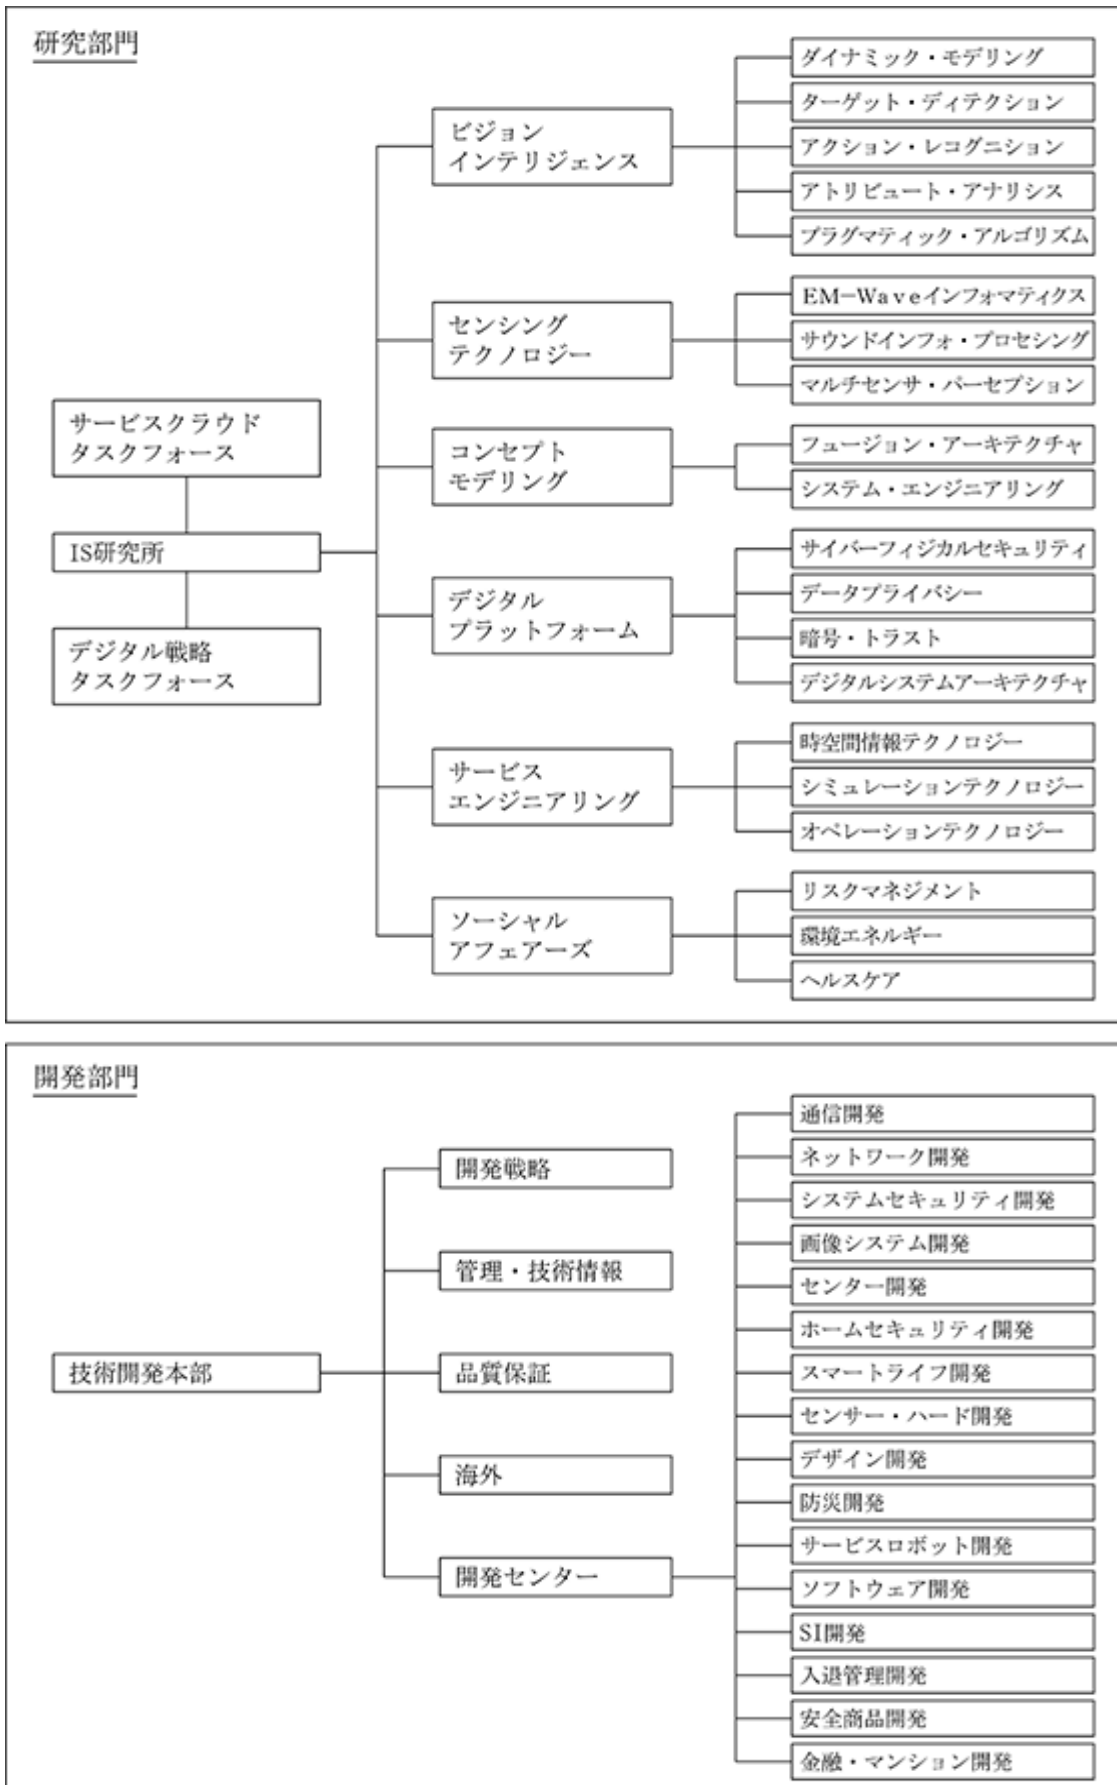 研究部門
サービスクラウド
タスクフォース
IS研究所
デジタル戦略
タスクフォース
ビジョン
インテリジェンス
ダイナミック・モデリング
ターゲット・ディテクション
アクション・レコグニション
アトリビュート・アナリシス
プラグマティック・アルゴリズム
センシング
テクノロジー
EM−Waveインフォマティクス
サウンドインフォ・プロセシング
マルチセンサ・パーセプション
コンセプト
モデリング
フュージョン・アーキテクチャ
システム・エンジニアリング
デジタル
プラットフォーム
サイバーフィジカルセキュリティ
データプライバシー
暗号・トラスト
デジタルシステムアーキテクチャ
サービス
エンジニアリング
時空間情報テクノロジー
シミュレーションテクノロジー
オペレーションテクノロジー
ソーシャル
アフェアーズ
リスクマネジメント
環境エネルギー
ヘルスケア
開発部門
技術開発本部
開発戦略
管理・技術情報
品質保証
海外
開発センター
通信開発
ネットワーク開発
システムセキュリティ開発
画像システム開発
センター開発
ホームセキュリティ開発
スマートライフ開発
センサー・ハード開発
デザイン開発
防災開発
サービスロボット開発
ソフトウェア開発
SI開発
入退管理開発
安全商品開発
金融・マンション開発